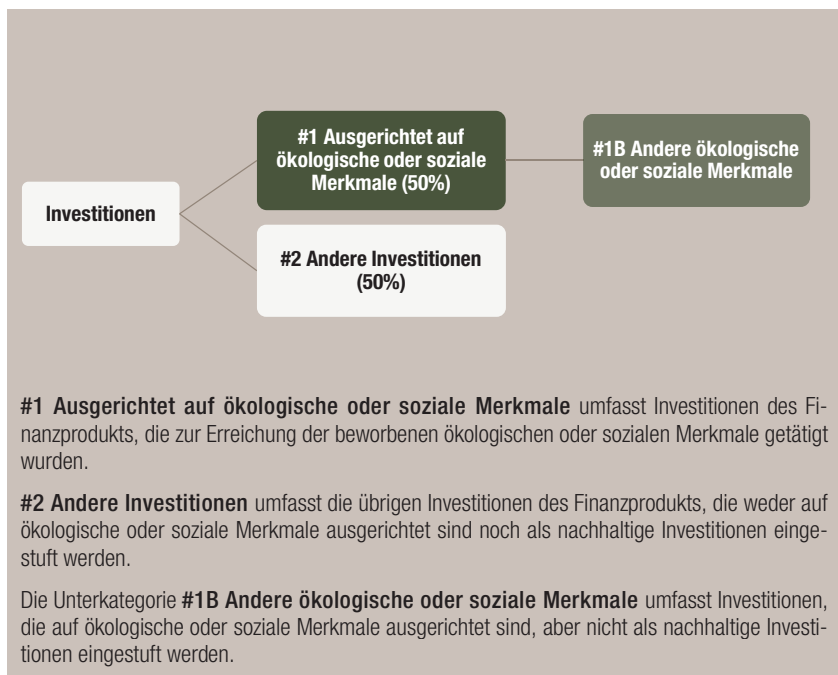 #1 Ausgerichtet auf
ökologische oder soziale
Merkmale (50%)
#1B Andere ökologische
oder soziale Merkmale
Investitionen
#2 Andere Investitionen
(50%)
#1 Ausgerichtet auf ökologische oder soziale Merkmale umfasst Investitionen des Fi-
nanzprodukts, die zur Erreichung der beworbenen ökologischen oder sozialen Merkmale getätigt
wurden.
#2 Andere Investitionen umfasst die übrigen Investitionen des Finanzprodukts, die weder auf
ökologische oder soziale Merkmale ausgerichtet sind noch als nachhaltige Investitionen einge-
stuft werden.
Die Unterkategorie #1B Andere ökologische oder soziale Merkmale umfasst Investitionen,
die auf ökologische oder soziale Merkmale ausgerichtet sind, aber nicht als nachhaltige Investi-
tionen eingestuft werden.